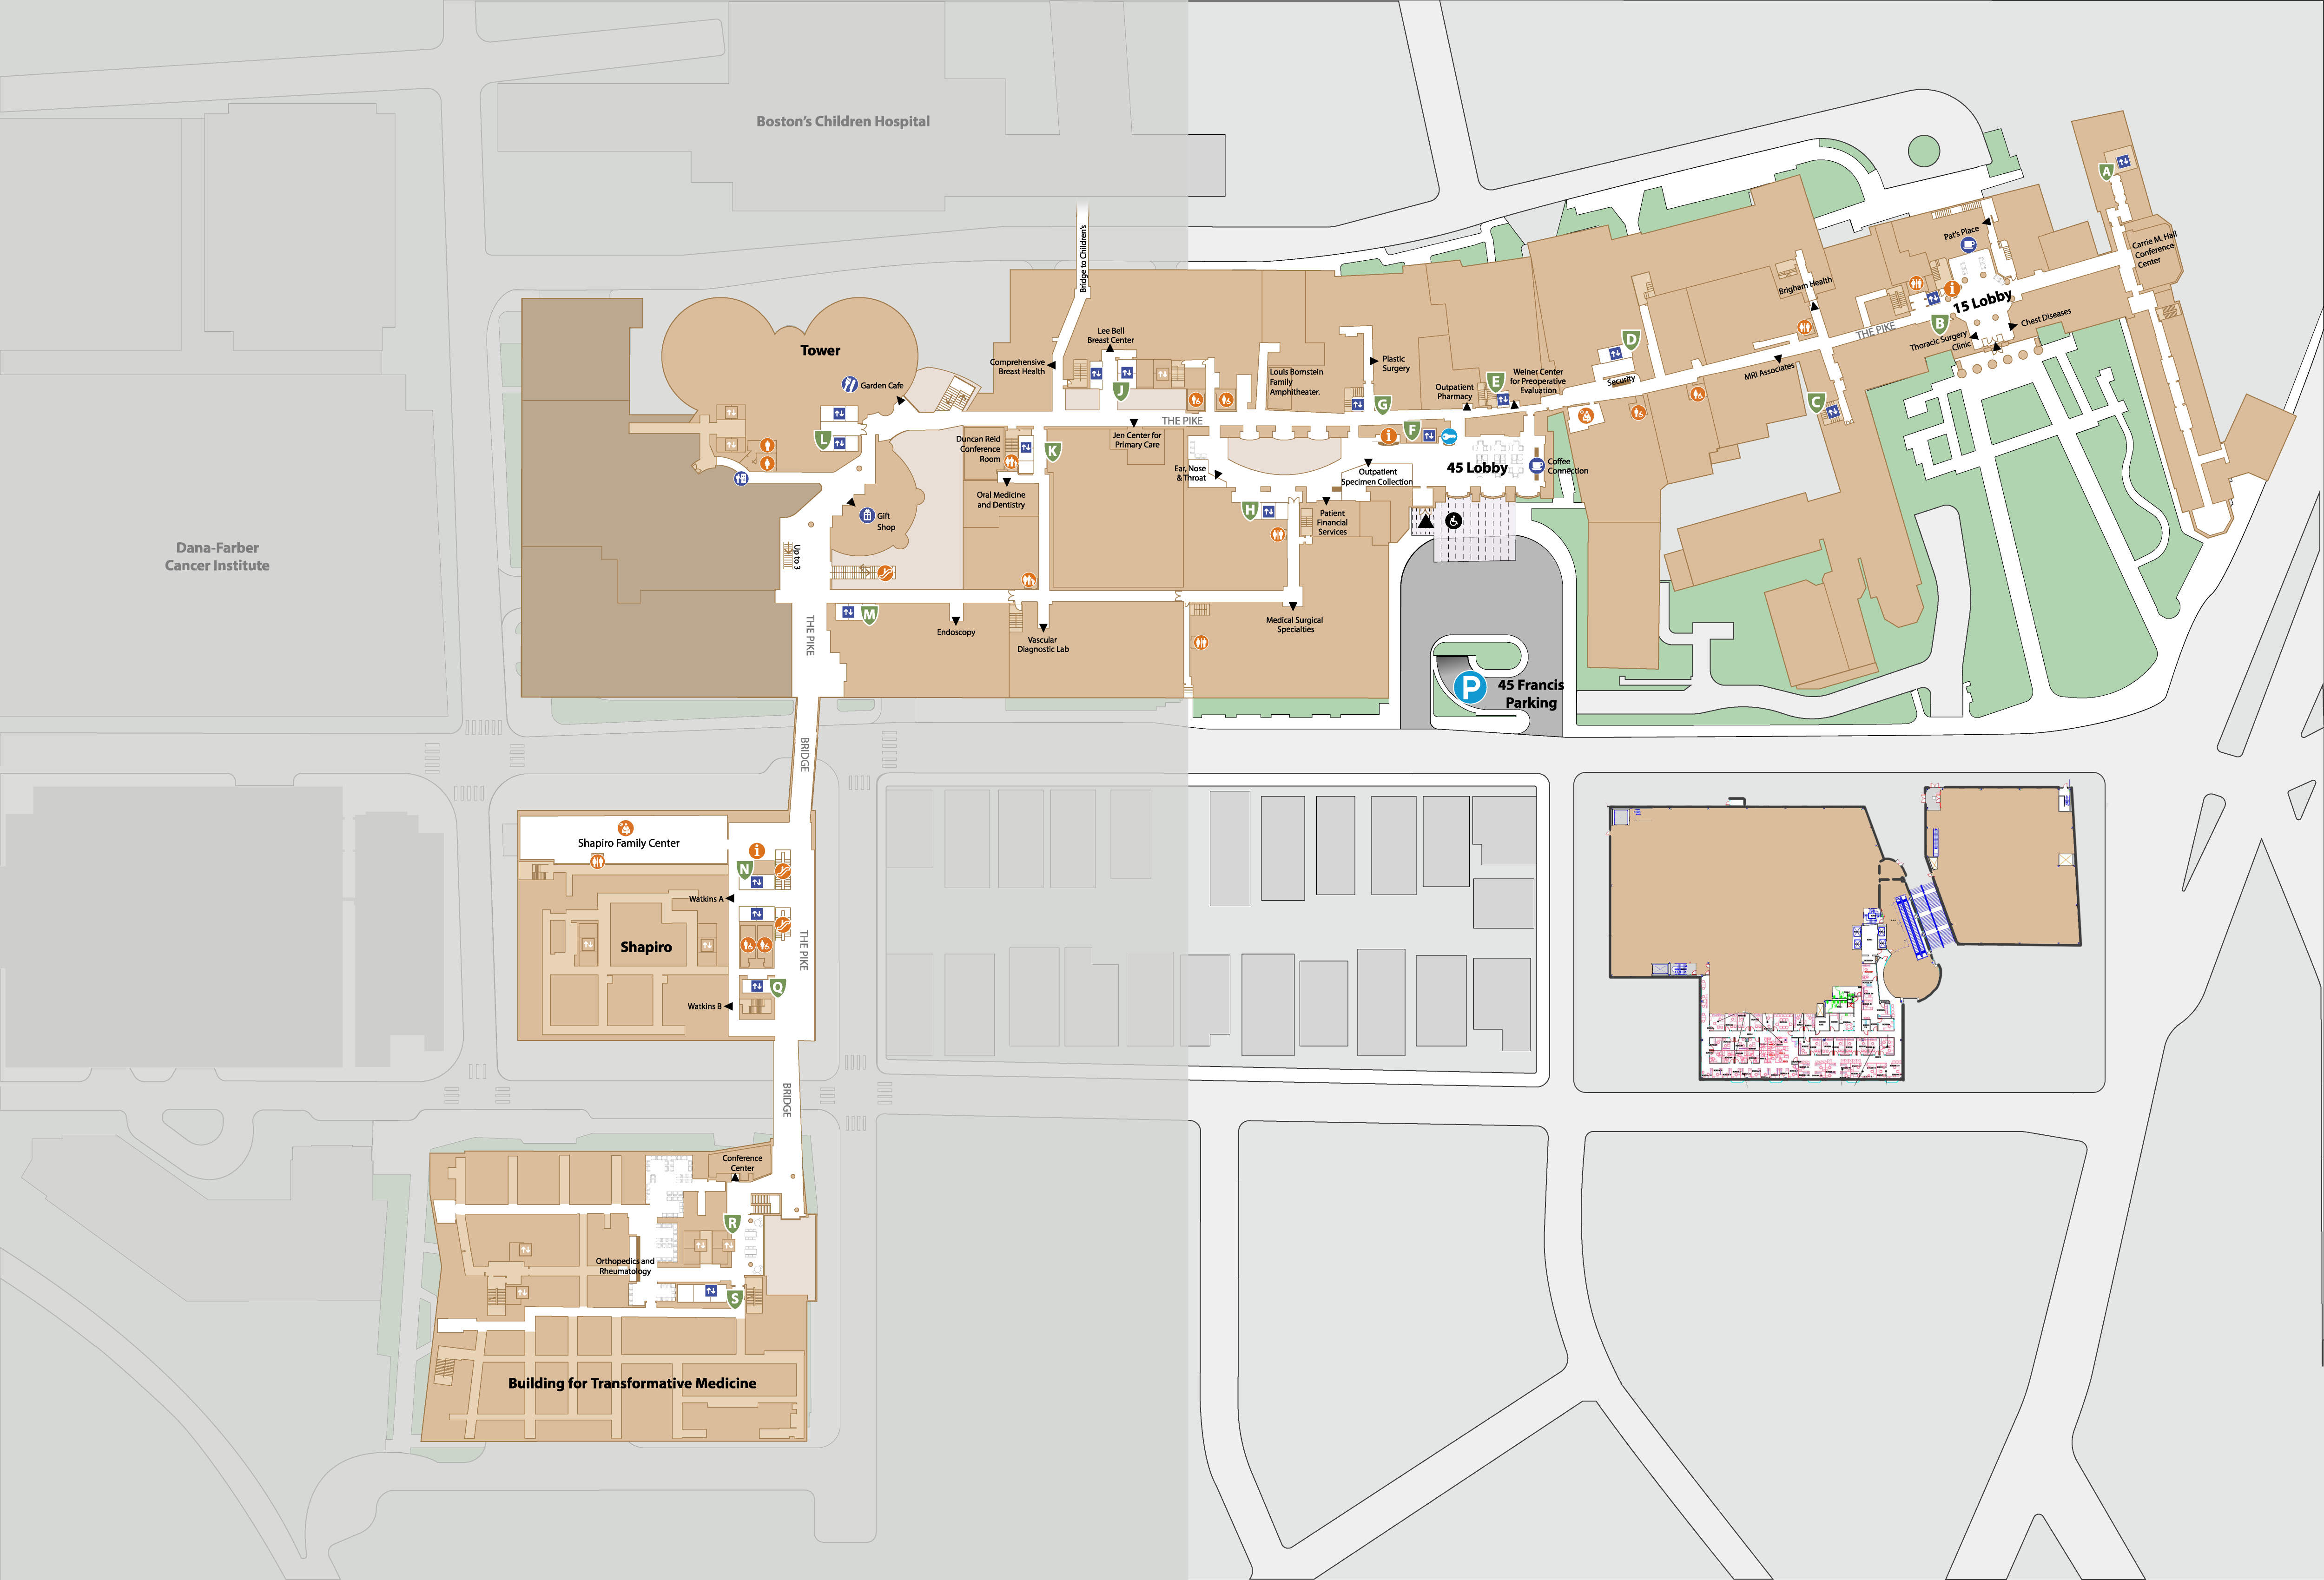 Boston's Children Hospital
A
Pat's Place
Carrie M. Hall
Conference
Center
Bridge to Children's
Brigham Health
i
15 Lobby
B
Chest Diseases
THE PIKE
Thoracic Surgery
Clinic
Tower
Lee Bell
Breast Center
D
Comprehensive
Breast Health
Plastic
Surgery
Louis Bornstein
Family
Amphitheater.
Weiner Center
for Preoperative
Evaluation
MRI Associates
Garden Cafe
J
E
Outpatient
Pharmacy
Security
G
C
THE PIKE
L
Duncan Reid
Conference
Room
K
Jen Center for
Primary Care
i
F
Ear, Nose
& Throat
Outpatient
Specimen Collection
45 Lobby
Coffee
Connection
Oral Medicine
and Dentistry
Gift
Shop
H
Patient
Financial
Services
Dana-Farber
Cancer Institute
Up to 3
M
THE PIKE
Endoscopy
Vascular
Diagnostic Lab
Medical Surgical
Specialties
P
45 Francis
Parking
BRIDGE
Shapiro Family Center
i
N
Watkins A
Shapiro
THE PIKE
Q
Watkins B
BRIDGE
Conference
Center
R
Orthopedics and
Rheumatology
S
Building for Transformative Medicine